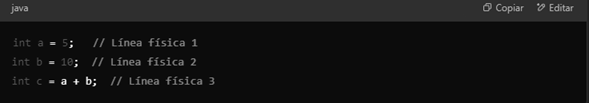 java Copiar Editar
int a = 5; // Línea física 1
int b = 10; // Línea física 2
int c = a + b; // Línea física 3